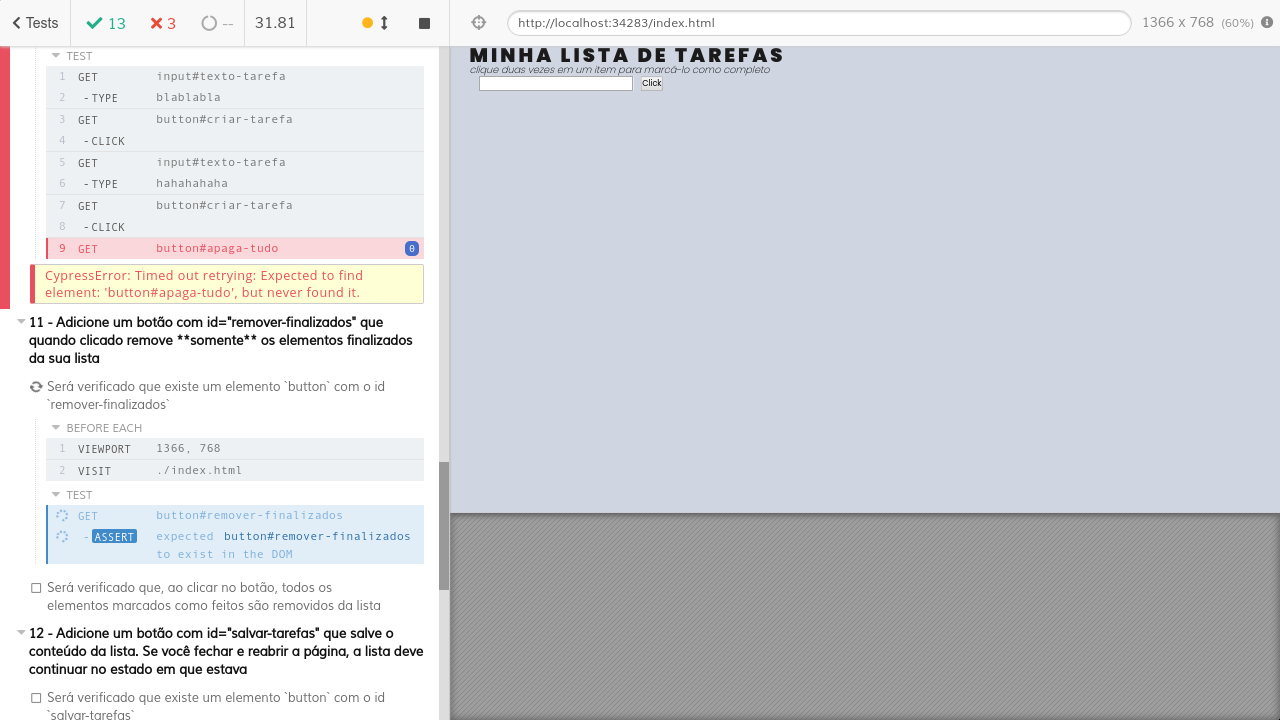 Tests 13 3 -- 31.81 http://localhost:34283/index.html 1366 x 768 (60%)
TEST
1 GET input#texto-tarefa
2 - TYPE blablabla
3 GET button#criar-tarefa
4 - CLICK
5 GET input#texto-tarefa
6 - TYPE hahahahaha
7 GET button#criar-tarefa
8 - CLICK
9 GET button#apaga-tudo 0
CypressError: Timed out retrying: Expected to find
element: 'button#apaga-tudo', but never found it.
11 - Adicione um botão com id="remover-finalizados" que
quando clicado remove **somente** os elementos finalizados
da sua lista
Será verificado que existe um elemento `button` com o id
`remover-finalizados`
BEFORE EACH
1 VIEWPORT 1366, 768
2 VISIT ./index.html
TEST
GET button#remover-finalizados
- ASSERT expected button#remover-finalizados
to exist in the DOM
Será verificado que, ao clicar no botão, todos os
elementos marcados como feitos são removidos da lista
12 - Adicione um botão com id="salvar-tarefas" que salve o
conteúdo da lista. Se você fechar e reabrir a página, a lista deve
continuar no estado em que estava
Será verificado que existe um elemento `button` com o id
`salvar-tarefas`
MINHA LISTA DE TAREFAS
clique duas vezes em um item para marcá-lo como completo
Click